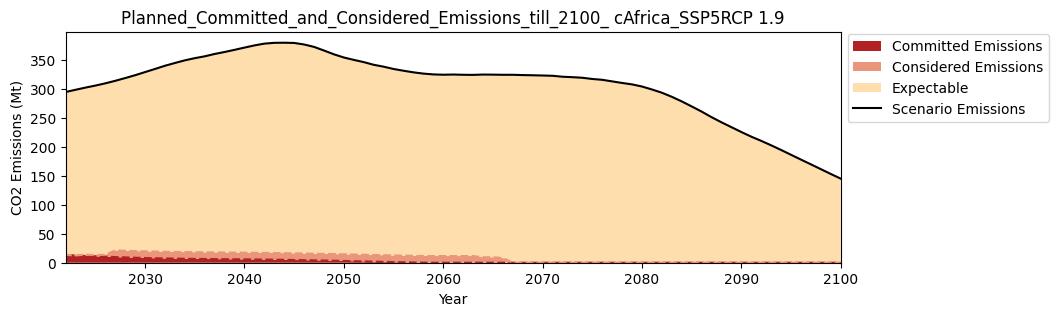 Planned_Committed_and_Considered_Emissions_till_2100_ cAfrica_SSP5RCP 1.9
Committed Emissions
Considered Emissions
Expectable
Scenario Emissions
CO2 Emissions (Mt)
350
300
250
200
150
100
50
0
2030 2040 2050 2060 2070 2080 2090 2100
Year